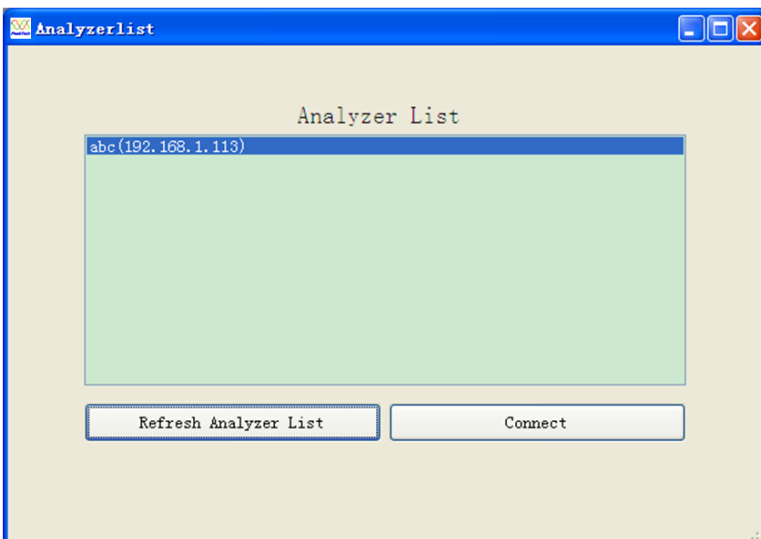 Analyzerlist
Analyzer List
abc(192.168.1.113)
Refresh Analyzer List
Connect